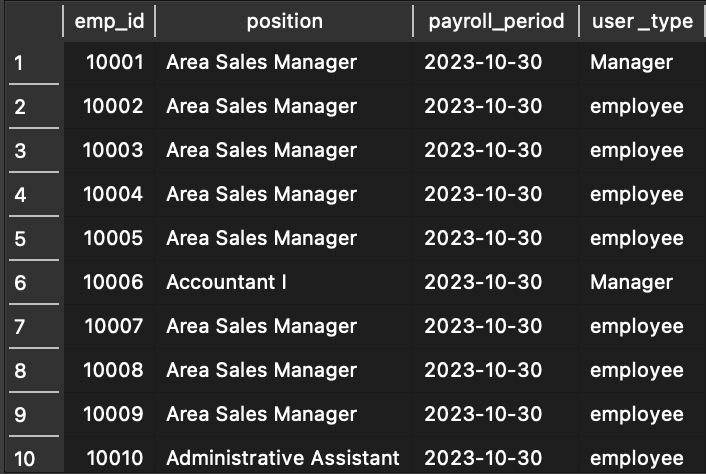 emp_id position payroll_period user_type
1 10001 Area Sales Manager 2023-10-30 Manager
2 10002 Area Sales Manager 2023-10-30 employee
3 10003 Area Sales Manager 2023-10-30 employee
4 10004 Area Sales Manager 2023-10-30 employee
5 10005 Area Sales Manager 2023-10-30 employee
6 10006 Accountant I 2023-10-30 Manager
7 10007 Area Sales Manager 2023-10-30 employee
8 10008 Area Sales Manager 2023-10-30 employee
9 10009 Area Sales Manager 2023-10-30 employee
10 10010 Administrative Assistant 2023-10-30 employee